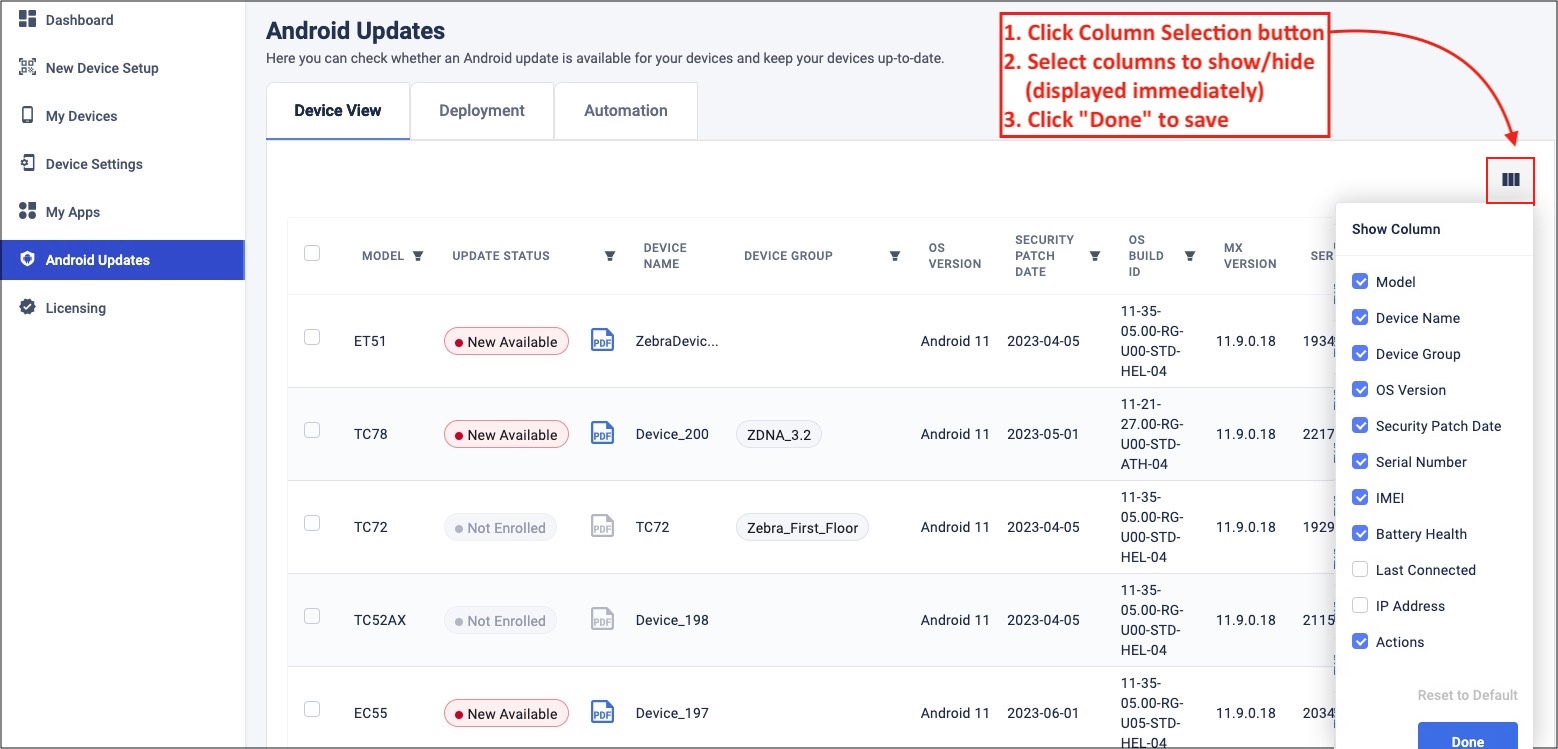 Dashboard
New Device Setup
My Devices
Device Settings
My Apps
Android Updates
Licensing
Android Updates
Here you can check whether an Android update is available for your devices and keep your devices up-to-date.
Device View
Deployment
Automation
1. Click Column Selection button
2. Select columns to show/hide
(displayed immediately)
3. Click "Done" to save
MODEL
UPDATE STATUS
DEVICE
NAME
DEVICE GROUP
OS
VERSION
SECURITY
PATCH
DATE
OS
BUILD
ID
MX
VERSION
SER
ET51
New Available
PDF
ZebraDevic...
Android 11
2023-04-05
11-35-
05.00-RG-
U00-STD-
HEL-04
11.9.0.18
1934
TC78
New Available
PDF
Device_200
ZDNA_3.2
Android 11
2023-05-01
11-21-
27.00-RG-
U00-STD-
ATH-04
11.9.0.18
2217
TC72
Not Enrolled
PDF
TC72
Zebra_First_Floor
Android 11
2023-04-05
11-35-
05.00-RG-
U00-STD-
HEL-04
11.9.0.18
1929
TC52AX
Not Enrolled
PDF
Device_198
Android 11
2023-04-05
11-35-
05.00-RG-
U00-STD-
HEL-04
11.9.0.18
2115
EC55
New Available
PDF
Device_197
Android 11
2023-06-01
11-35-
05.00-RG-
U05-STD-
HEL-04
11.9.0.18
2034
Show Column
Model
Device Name
Device Group
OS Version
Security Patch Date
Serial Number
IMEI
Battery Health
Last Connected
IP Address
Actions
Reset to Default
Done